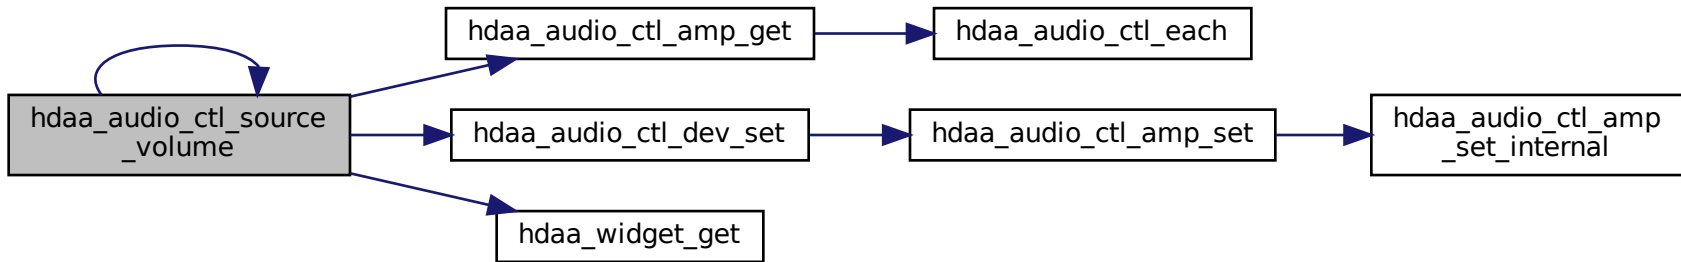 hdaa_audio_ctl_amp_get
hdaa_audio_ctl_each
hdaa_audio_ctl_source
_volume
hdaa_audio_ctl_dev_set
hdaa_audio_ctl_amp_set
hdaa_audio_ctl_amp
_set_internal
hdaa_widget_get